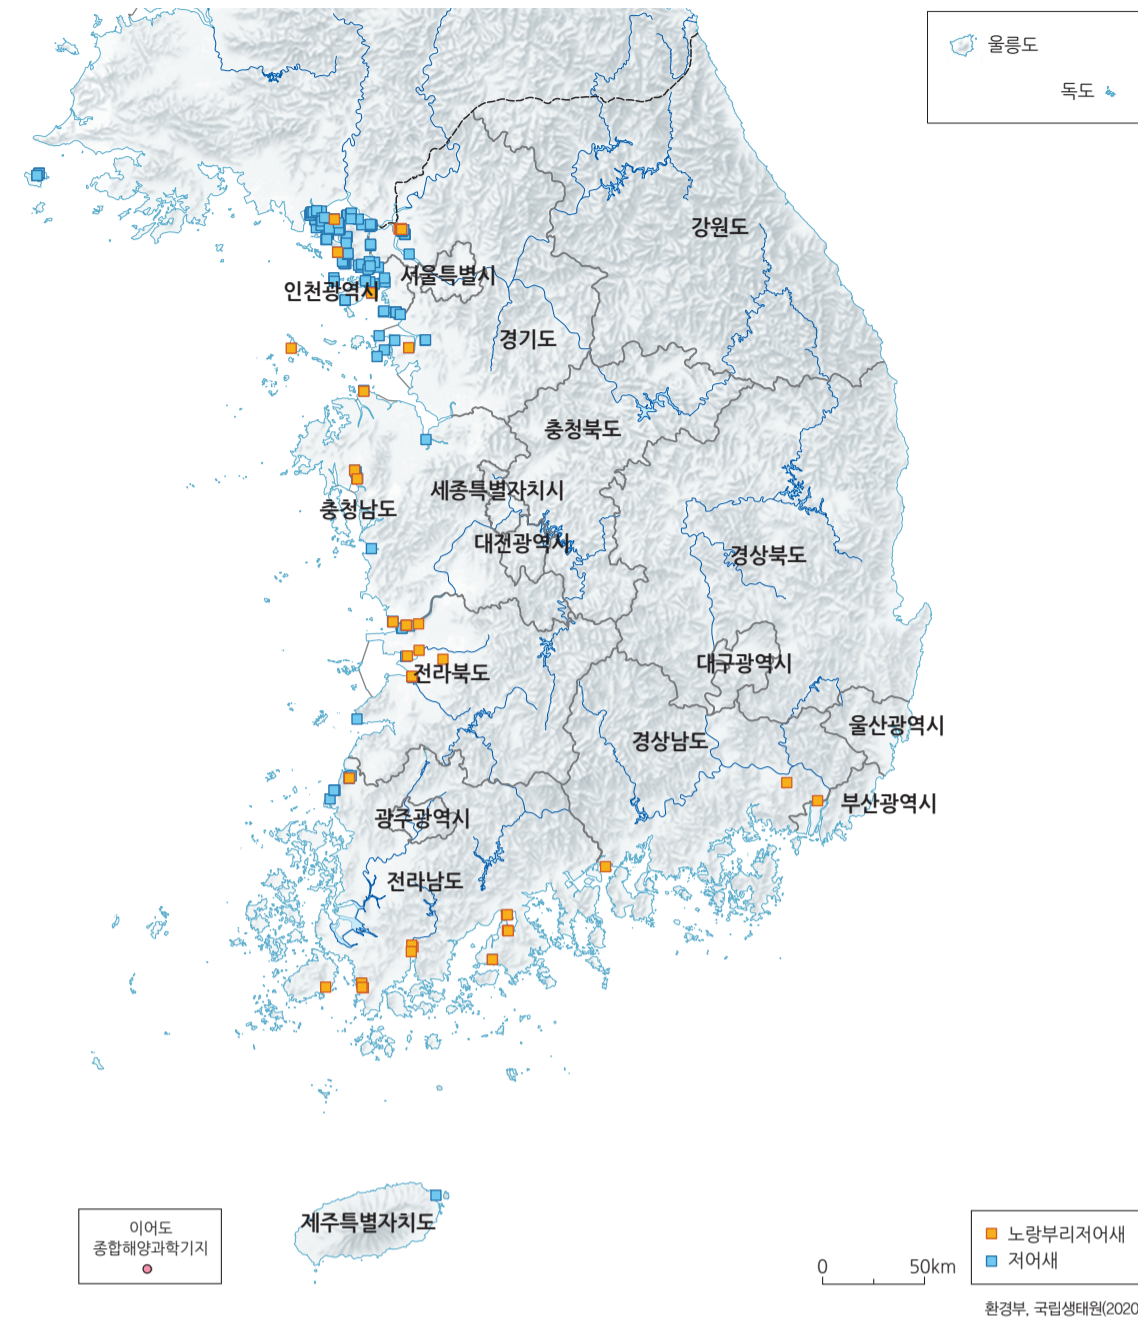 울릉도
독도
강원도
서울특별시
인천광역시
경기도
충청북도
세종특별자치시
충청남도
대전광역시
경상북도
대구광역시
전라북도
울산광역시
경상남도
부산광역시
광주광역시
전라남도
제주특별자치도
이어도
종합해양과학기지
0 50km
노랑부리저어새
저어새
환경부, 국립생태원(2020